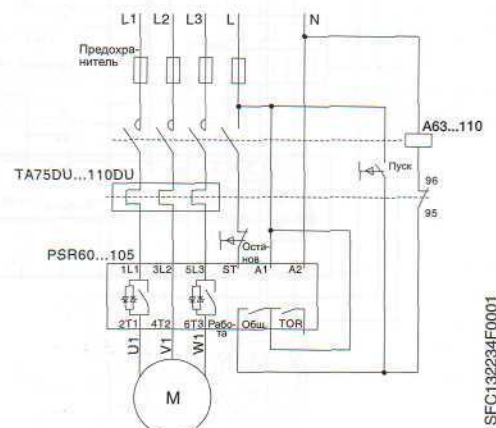 L1 L2 L3 L N
Предохра-
нитель
A63...110
Пуск
TA75DU...110DU
96
95
Оста-
нов
PSR60...105
1L1 3L2 5L3 ST A1 A2
2T1 4T2 6T3 Рабо-
та Общ. TOR
U1 V1 W1
M
SFC132234F0001